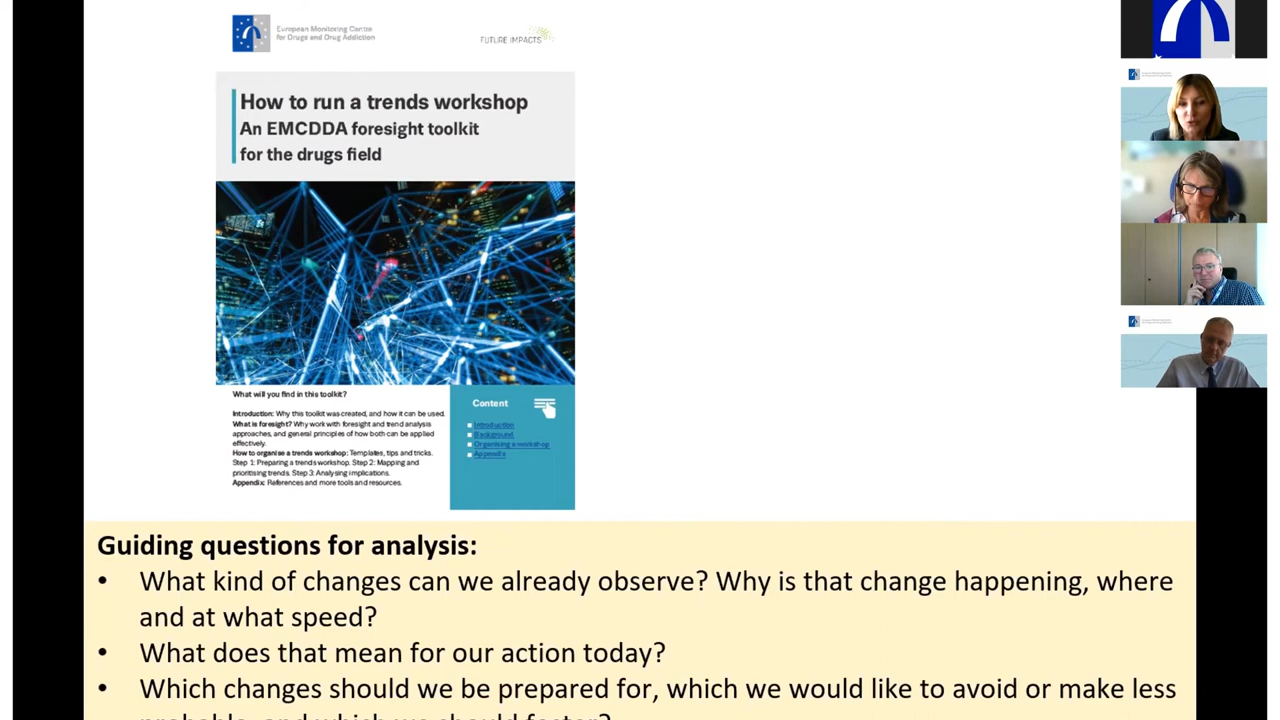 European Monitoring Centre
for Drugs and Drug Addiction
FUTURE IMPACTS
How to run a trends workshop
An EMCDDA foresight toolkit
for the drugs field
What will you find in this toolkit?
Introduction: Why this toolkit was created, and how it can be used.
What is foresight? Why work with foresight and trend analysis
approaches, and general principles of how both can be applied
effectively.
How to organise a trends workshop: Templates, tips and tricks.
Step 1: Preparing a trends workshop. Step 2: Mapping and
prioritising trends. Step 3: Analysing implications.
Appendix: References and more tools and resources.
Content
Introduction
Background
Organising a workshop
Appendix
Guiding questions for analysis:
• What kind of changes can we already observe? Why is that change happening, where
and at what speed?
• What does that mean for our action today?
• Which changes should we be prepared for, which we would like to avoid or make less
probable, and which we should foster?